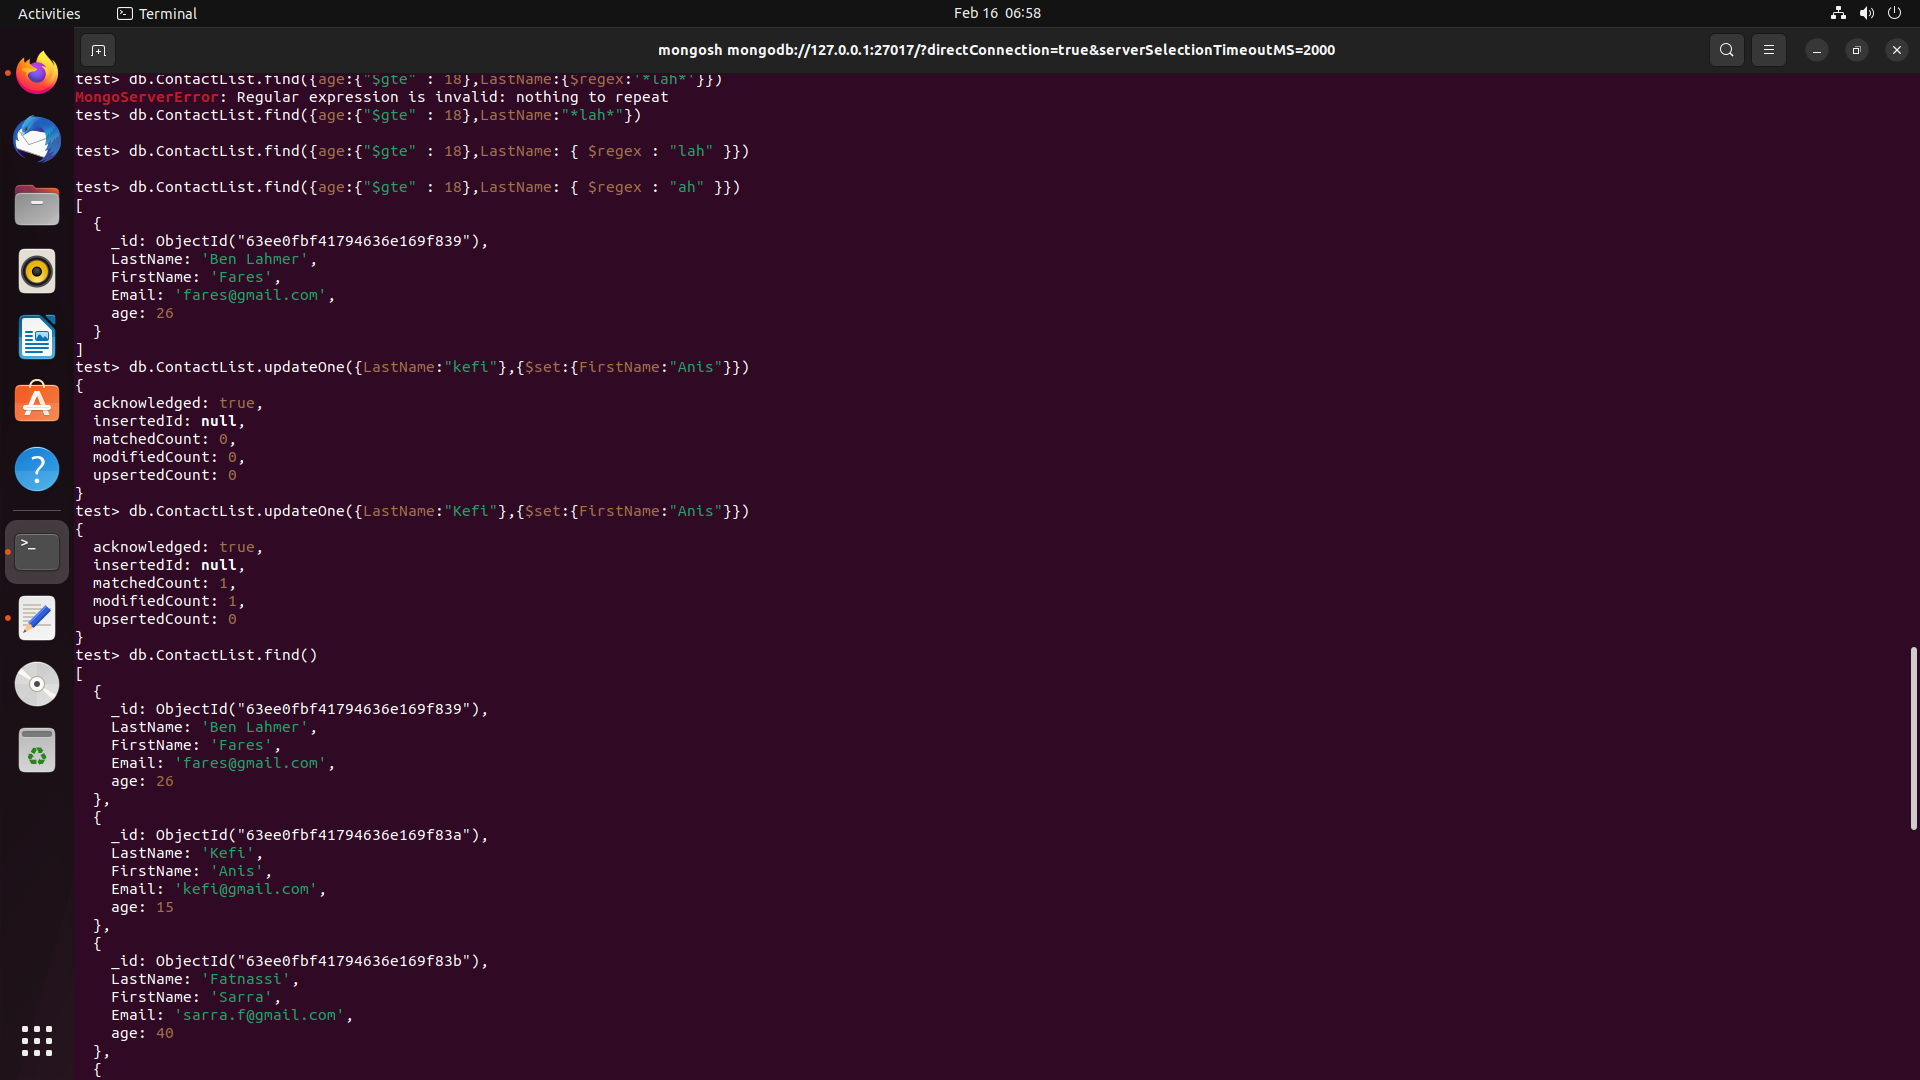 Activities
Terminal
Feb 16 06:58
mongosh mongodb://127.0.0.1:27017/?directConnection=true&serverSelectionTimeoutMS=2000
test> db.ContactList.find({age:{"$gte" : 18},LastName:{$regex:'*lah*'}})
MongoServerError: Regular expression is invalid: nothing to repeat
test> db.ContactList.find({age:{"$gte" : 18},LastName:"*lah*"})
test> db.ContactList.find({age:{"$gte" : 18},LastName: { $regex : "lah" }})
test> db.ContactList.find({age:{"$gte" : 18},LastName: { $regex : "ah" }})
[
  {
    _id: ObjectId("63ee0fbf41794636e169f839"),
    LastName: 'Ben Lahmer',
    FirstName: 'Fares',
    Email: 'fares@gmail.com',
    age: 26
  }
]
test> db.ContactList.updateOne({LastName:"kefi"},{$set:{FirstName:"Anis"}})
{
  acknowledged: true,
  insertedId: null,
  matchedCount: 0,
  modifiedCount: 0,
  upsertedCount: 0
}
test> db.ContactList.updateOne({LastName:"Kefi"},{$set:{FirstName:"Anis"}})
{
  acknowledged: true,
  insertedId: null,
  matchedCount: 1,
  modifiedCount: 1,
  upsertedCount: 0
}
test> db.ContactList.find()
[
  {
    _id: ObjectId("63ee0fbf41794636e169f839"),
    LastName: 'Ben Lahmer',
    FirstName: 'Fares',
    Email: 'fares@gmail.com',
    age: 26
  },
  {
    _id: ObjectId("63ee0fbf41794636e169f83a"),
    LastName: 'Kefi',
    FirstName: 'Anis',
    Email: 'kefi@gmail.com',
    age: 15
  },
  {
    _id: ObjectId("63ee0fbf41794636e169f83b"),
    LastName: 'Fatnassi',
    FirstName: 'Sarra',
    Email: 'sarra.f@gmail.com',
    age: 40
  },
  {